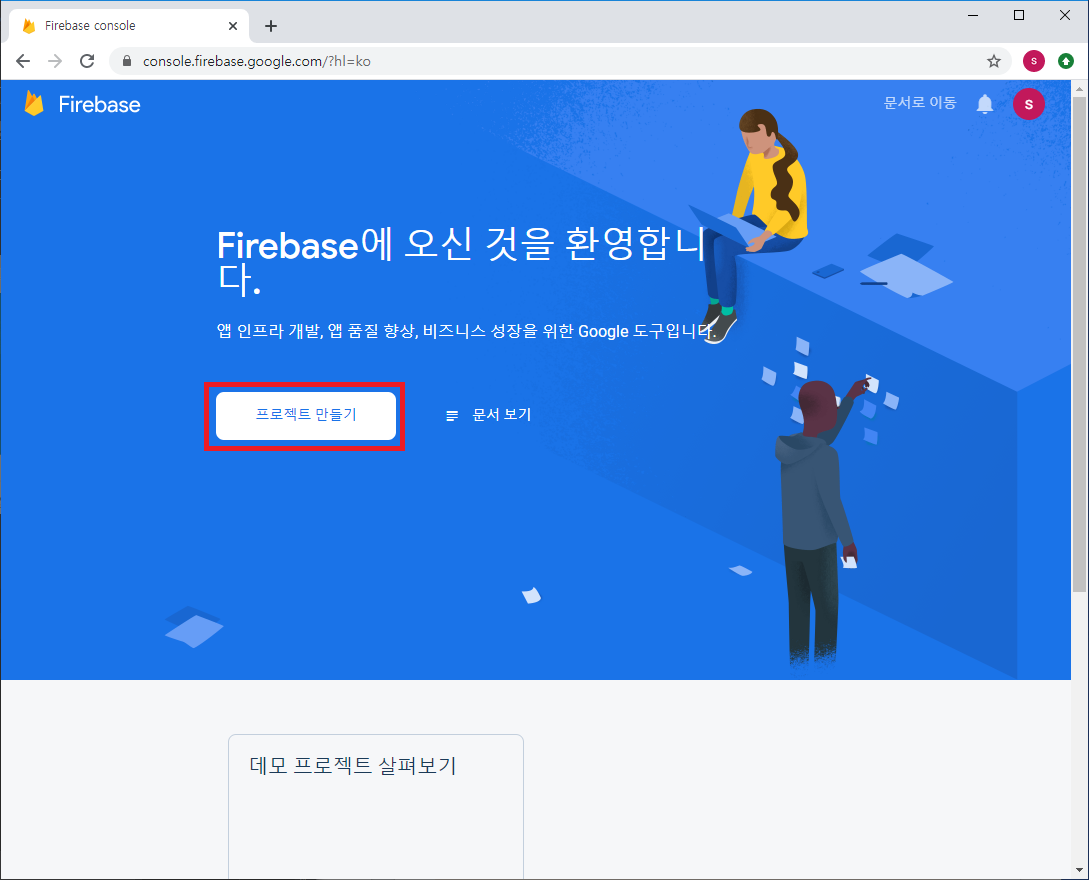 Firebase console
console.firebase.google.com/?hl=ko
S
Firebase
문서로 이동
S
Firebase에 오신 것을 환영합니
다.
앱 인프라 개발, 앱 품질 향상, 비즈니스 성장을 위한 Google 도구입니다.
프로젝트 만들기
문서 보기
데모 프로젝트 살펴보기